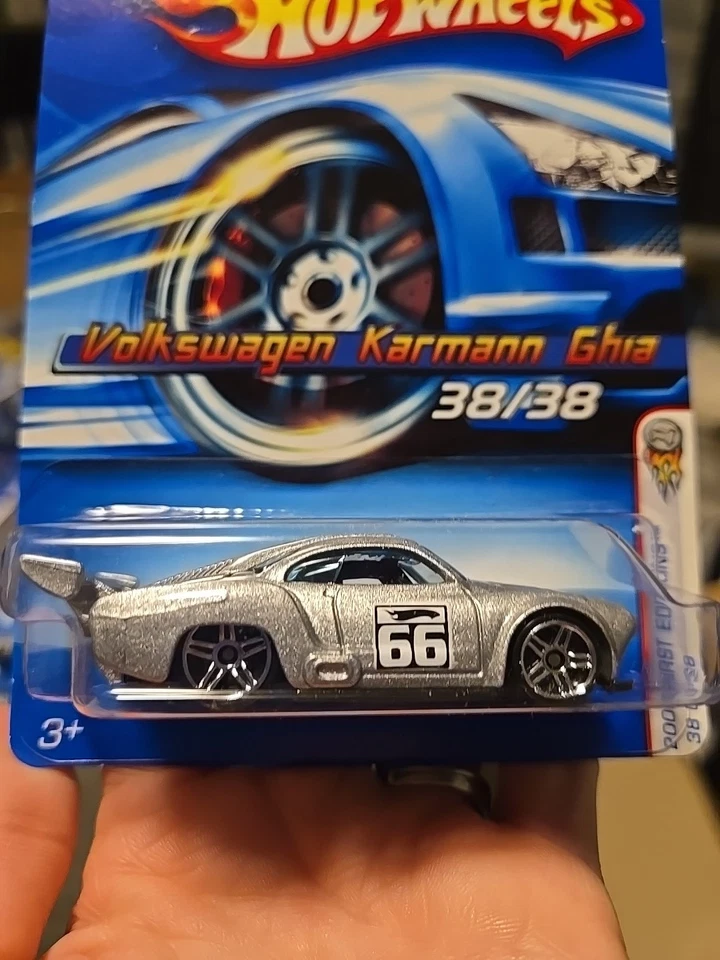 HOT WHEELS
Volkswagen Karmann Ghia
38/38
66
3+